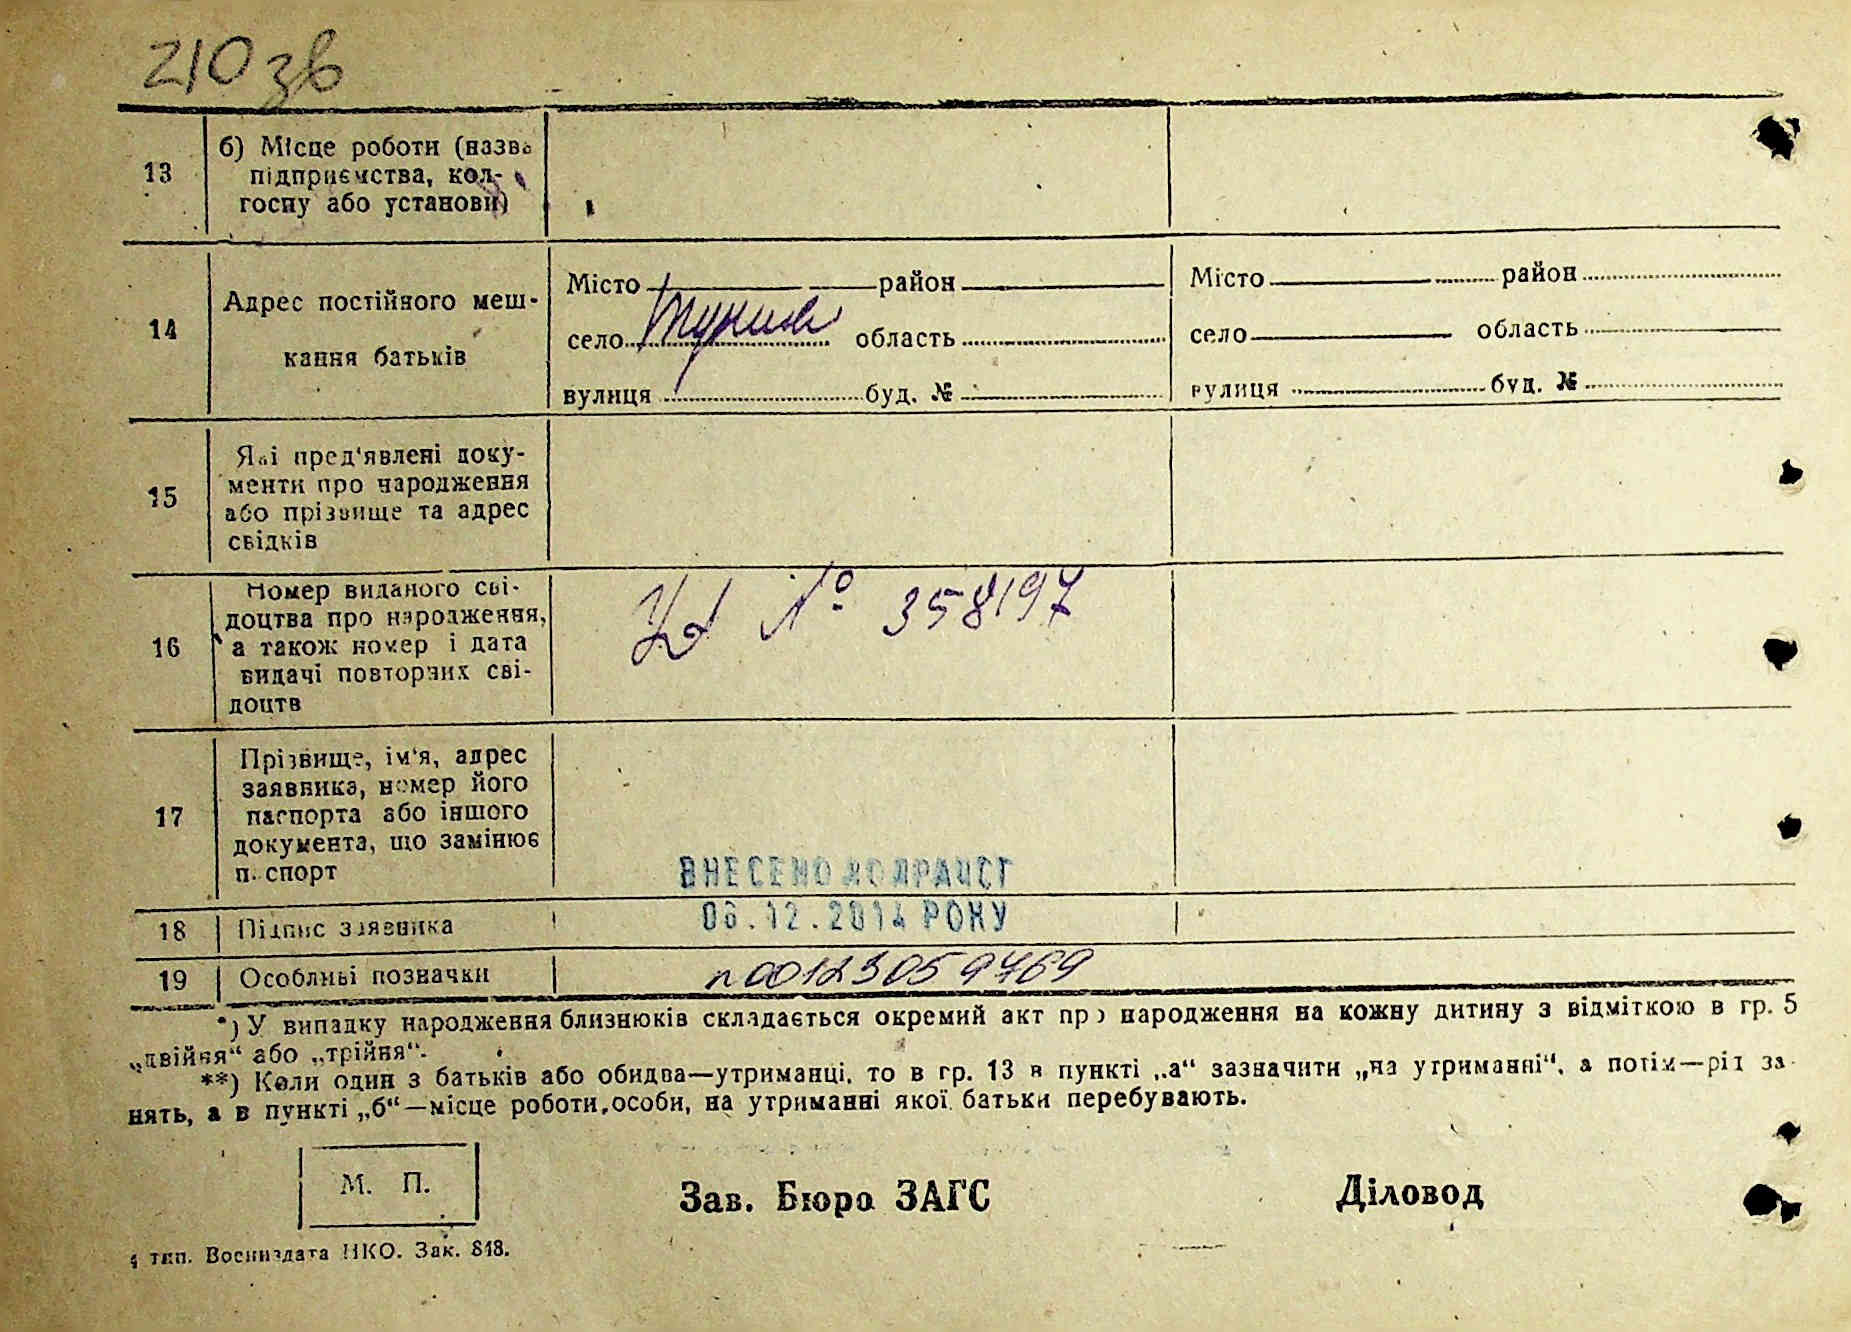 210 зв
13
б) Місце роботи (назва
підприємства, кол-
госпу або установи)
14
Адрес постійного меш-
кання батьків
Місто район
село область
вулиця буд. №
Місто район
село область
вулиця буд. №
15
Які пред'явлені доку-
менти про народження
або прізвище та адрес
свідків
16
Номер виданого сві-
доцтва про народження,
а також номер і дата
видачі повторних сві-
доцтв
№ 358197
17
Прізвище, ім'я, адрес
заявника, номер його
паспорта або іншого
документа, що замінює
п. спорт
ВНЕСЕНО ДО ДРАЦСГ
18
Підпис заявника
06.12.2014 РОКУ
19
Особливі позначки
п00123059769
*) У випадку народження близнюків складається окремий акт про народження на кожну дитину з відміткою в гр. 5
„двійня“ або „трійня“.
**) Коли один з батьків або обидва—утриманці, то в гр. 13 в пункті „а“ зазначити „на утриманні“, а потім—рід за-
нять, а в пункті „б“—місце роботи, особи, на утриманні якої батьки перебувають.
М. П.
Зав. Бюро ЗАГС
Діловод
тип. Воениздата НКО. Зак. 848.